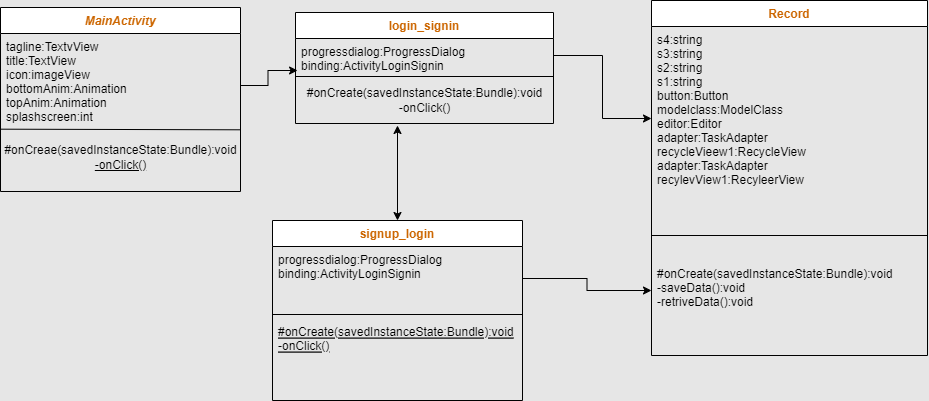 MainActivity
tagline:TextvView
title:TextView
icon:imageView
bottomAnim:Animation
topAnim:Animation
splashscreen:int
#onCreae(savedInstanceState:Bundle):void
-onClick()
login_signin
progressdialog:ProgressDialog
binding:ActivityLoginSignin
#onCreate(savedInstanceState:Bundle):void
-onClick()
signup_login
progressdialog:ProgressDialog
binding:ActivityLoginSignin
#onCreate(savedInstanceState:Bundle):void
-onClick()
Record
s4:string
s3:string
s2:string
s1:string
button:Button
modelclass:ModelClass
editor:Editor
adapter:TaskAdapter
recycleVieew1:RecycleView
adapter:TaskAdapter
recylevView1:RecyleerView
#onCreate(savedInstanceState:Bundle):void
-saveData():void
-retriveData():void